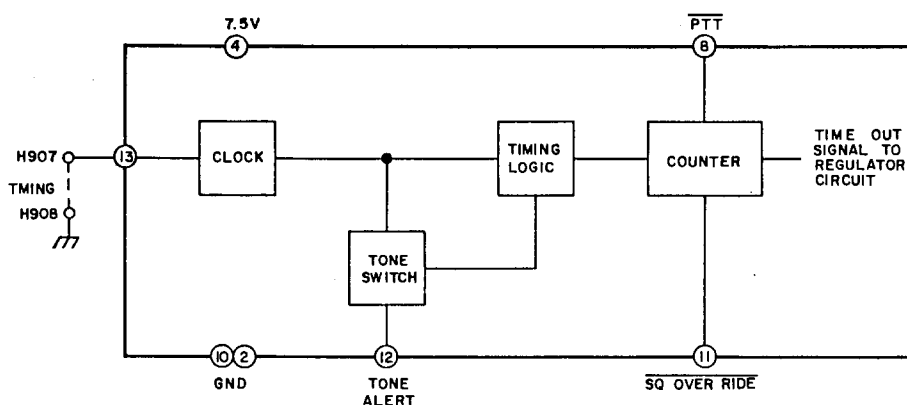 7.5V
4
PTT
8
H907
13
CLOCK
TIMING
LOGIC
COUNTER
TIME OUT
SIGNAL TO
REGULATOR
CIRCUIT
TMING
H908
TONE
SWITCH
10 2
GND
12
TONE
ALERT
11
SQ OVER RIDE